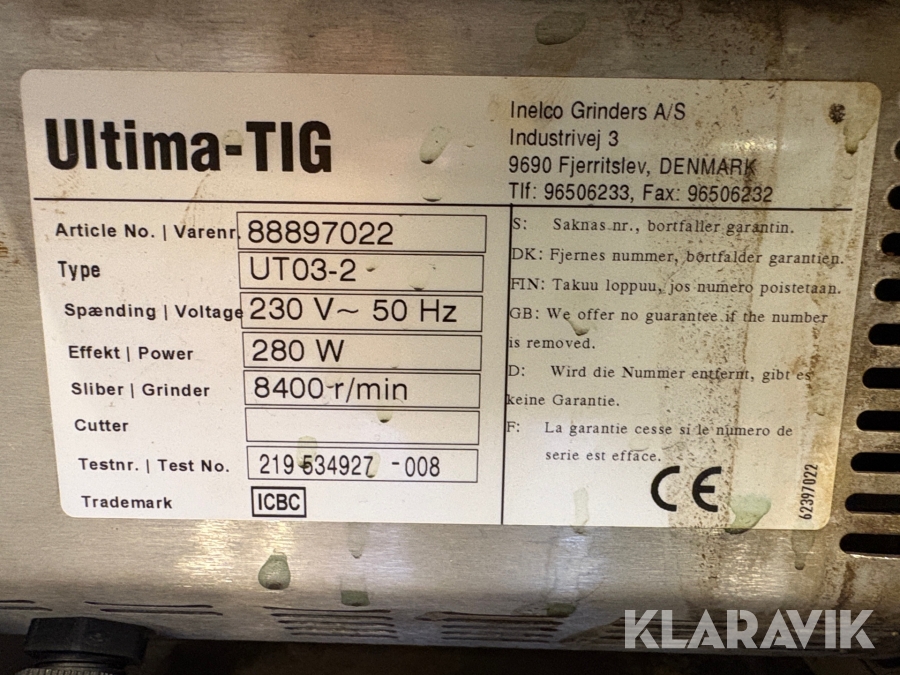 Ultima-TIG
Inelco Grinders A/S
Industrivej 3
9690 Fjerritslev, DENMARK
Tlf: 96506233, Fax: 96506232
Article No. | Varenr. 88897022
Type UT03-2
Spænding | Voltage 230 V~ 50 Hz
Effekt | Power 280 W
Sliber | Grinder 8400 r/min
Cutter
Testnr. | Test No. 219 534927 -008
Trademark ICBC
S: Saknas nr., bortfaller garantin.
DK: Fjernes nummer, bortfalder garantien.
FIN: Takuu loppuu, jos numero poistetaan.
GB: We offer no guarantee if the number
is removed.
D: Wird die Nummer entfernt, gibt es
keine Garantie.
F: La garantie cesse si le numero de
serie est efface.
CE
62397022
KLARAVIK